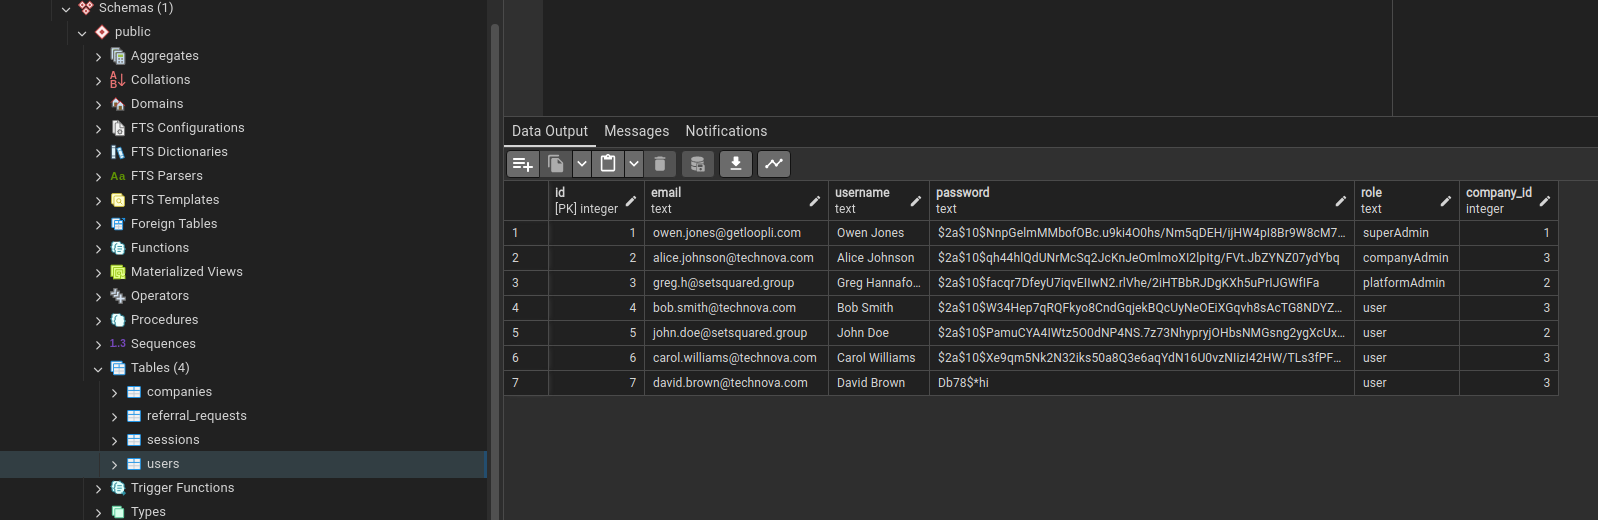 Schemas (1)
public
Aggregates
Collations
Domains
FTS Configurations
FTS Dictionaries
Aa FTS Parsers
FTS Templates
Foreign Tables
Functions
Materialized Views
Operators
Procedures
1..3 Sequences
Tables (4)
companies
referral_requests
sessions
users
Trigger Functions
Types
Data Output Messages Notifications
id email username password role company_id
[PK] integer text text text text integer
1 1 owen.jones@getloopli.com Owen Jones $2a$10$NnpGelmMMbofOBc.u9ki4O0hs/Nm5qDEH/ijHW4pI8Br9W8cM7… superAdmin 1
2 2 alice.johnson@technova.com Alice Johnson $2a$10$qh44hlQdUNrMcSq2JcKnJeOmlmoXI2lpItg/FVt.JbZYNZ07ydYbq companyAdmin 3
3 3 greg.h@setsquared.group Greg Hannafo… $2a$10$facqr7DfeyU7iqvEIIwN2.rlVhe/2iHTBbRJDgKXh5uPrIJGWfIFa platformAdmin 2
4 4 bob.smith@technova.com Bob Smith $2a$10$W34Hep7qRQFkyo8CndGqjekBQcUyNeOEiXGqvh8sAcTG8NDYZ… user 3
5 5 john.doe@setsquared.group John Doe $2a$10$PamuCYA4IWtz5O0dNP4NS.7z73NhypryjOHbsNMGsng2ygXcUx… user 2
6 6 carol.williams@technova.com Carol Williams $2a$10$Xe9qm5Nk2N32iks50a8Q3e6aqYdN16U0vzNIizI42HW/TLs3fPF… user 3
7 7 david.brown@technova.com David Brown Db78$*hi user 3